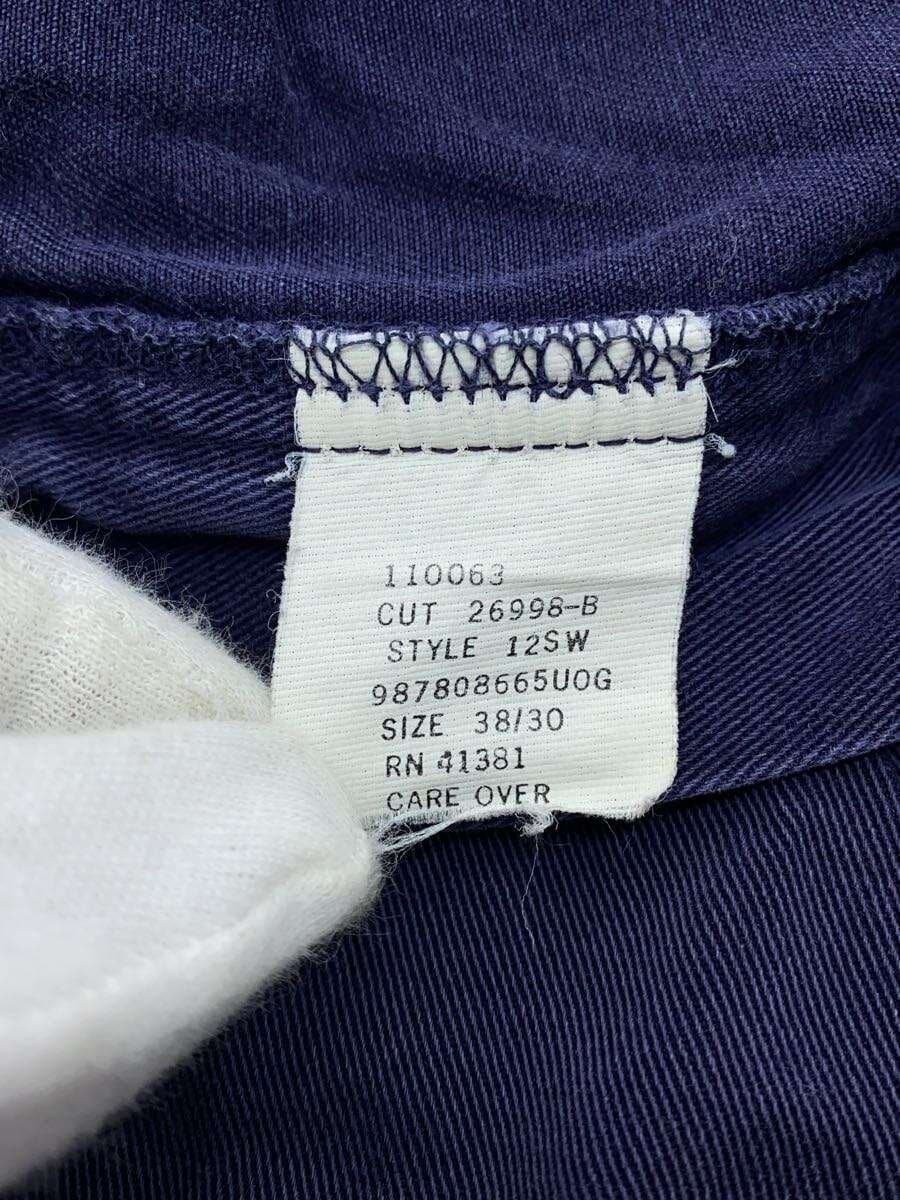 110063
CUT 26998-B
STYLE 12SW
987808665UOG
SIZE 38/30
RN 41381
CARE OVER